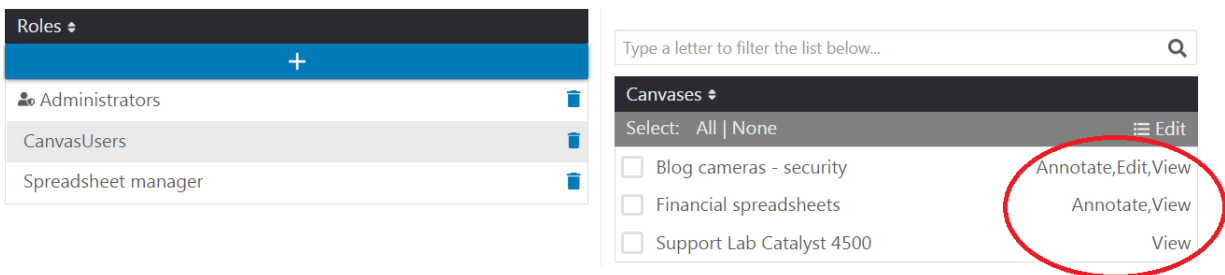 Roles
+
Administrators
CanvasUsers
Spreadsheet manager
Type a letter to filter the list below...
Canvases
Select: All | None Edit
Blog cameras - security Annotate,Edit,View
Financial spreadsheets Annotate,View
Support Lab Catalyst 4500 View